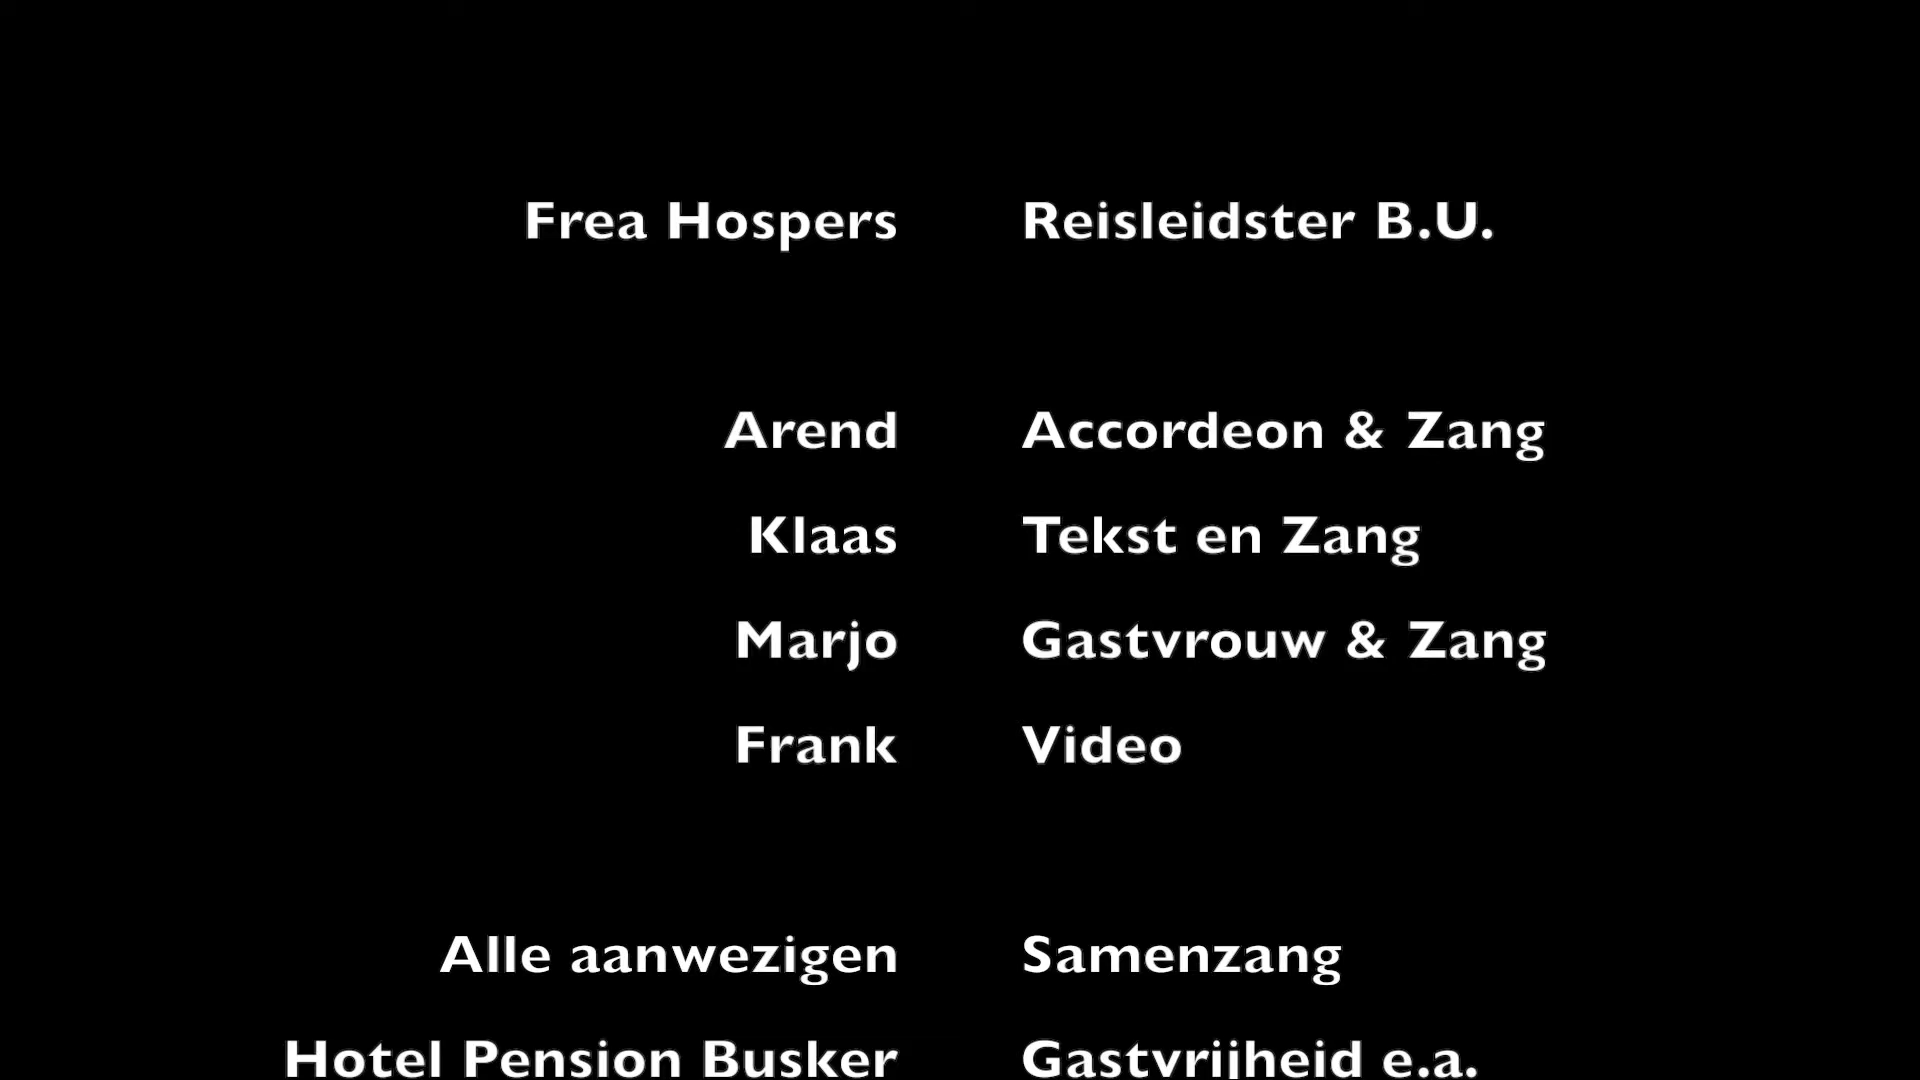 Frea Hospers Reisleidster B.U.
Arend Accordeon & Zang
Klaas Tekst en Zang
Marjo Gastvrouw & Zang
Frank Video
Alle aanwezigen Samenzang
Hotel Pension Busker Gastvrijheid e.a.